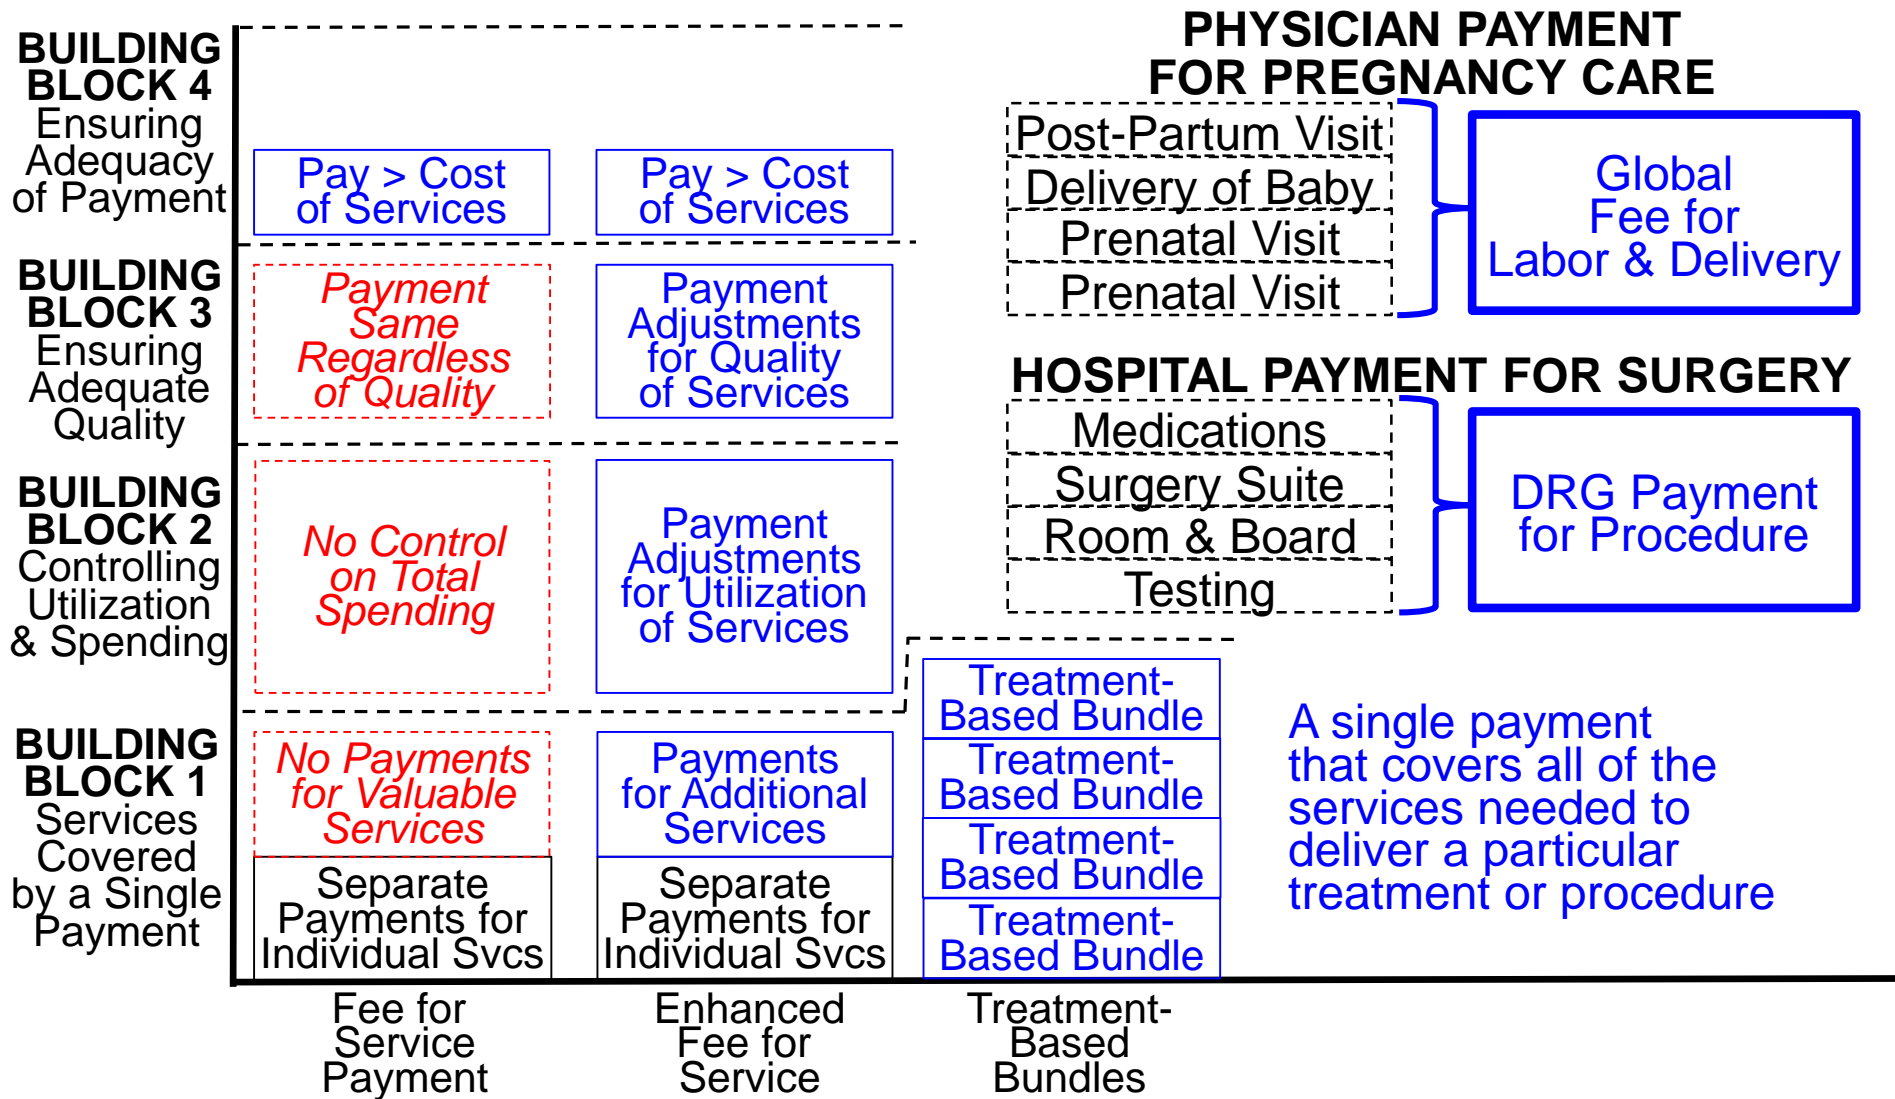 BUILDING
BLOCK 4
Ensuring
Adequacy
of Payment
Pay > Cost
of Services
Pay > Cost
of Services
BUILDING
BLOCK 3
Ensuring
Adequate
Quality
Payment
Same
Regardless
of Quality
Payment
Adjustments
for Quality
of Services
BUILDING
BLOCK 2
Controlling
Utilization
& Spending
No Control
on Total
Spending
Payment
Adjustments
for Utilization
of Services
BUILDING
BLOCK 1
Services
Covered
by a Single
Payment
No Payments
for Valuable
Services
Separate
Payments for
Individual Svcs
Payments
for Additional
Services
Separate
Payments for
Individual Svcs
Treatment-
Based Bundle
Treatment-
Based Bundle
Treatment-
Based Bundle
Treatment-
Based Bundle
Fee for
Service
Payment
Enhanced
Fee for
Service
Treatment-
Based
Bundles
PHYSICIAN PAYMENT
FOR PREGNANCY CARE
Post-Partum Visit
Delivery of Baby
Prenatal Visit
Prenatal Visit
Global
Fee for
Labor & Delivery
HOSPITAL PAYMENT FOR SURGERY
Medications
Surgery Suite
Room & Board
Testing
DRG Payment
for Procedure
A single payment
that covers all of the
services needed to
deliver a particular
treatment or procedure